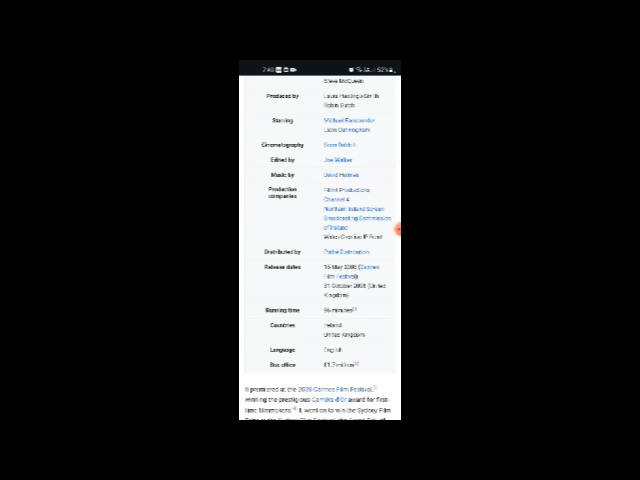 Steve McQueen
Produced by Laura Hastings-Smith
Robin Gutch
Starring Michael Fassbender
Liam Cunningham
Cinematography Sean Bobbitt
Edited by Joe Walker
Music by David Holmes
Production companies Film4 Productions
Channel 4
Northern Ireland Screen
Broadcasting Commission
of Ireland
Wales Creative IP Fund
Distributed by Pathé Distribution
Release dates 15 May 2008 (Cannes
Film Festival)
31 October 2008 (United
Kingdom)
Running time 96 minutes
Countries Ireland
United Kingdom
Language English
Box office
It premiered at the 2008 Cannes Film Festival,
winning the prestigious Caméra d'Or award for first-
time filmmakers. It went on to win the Sydney Film